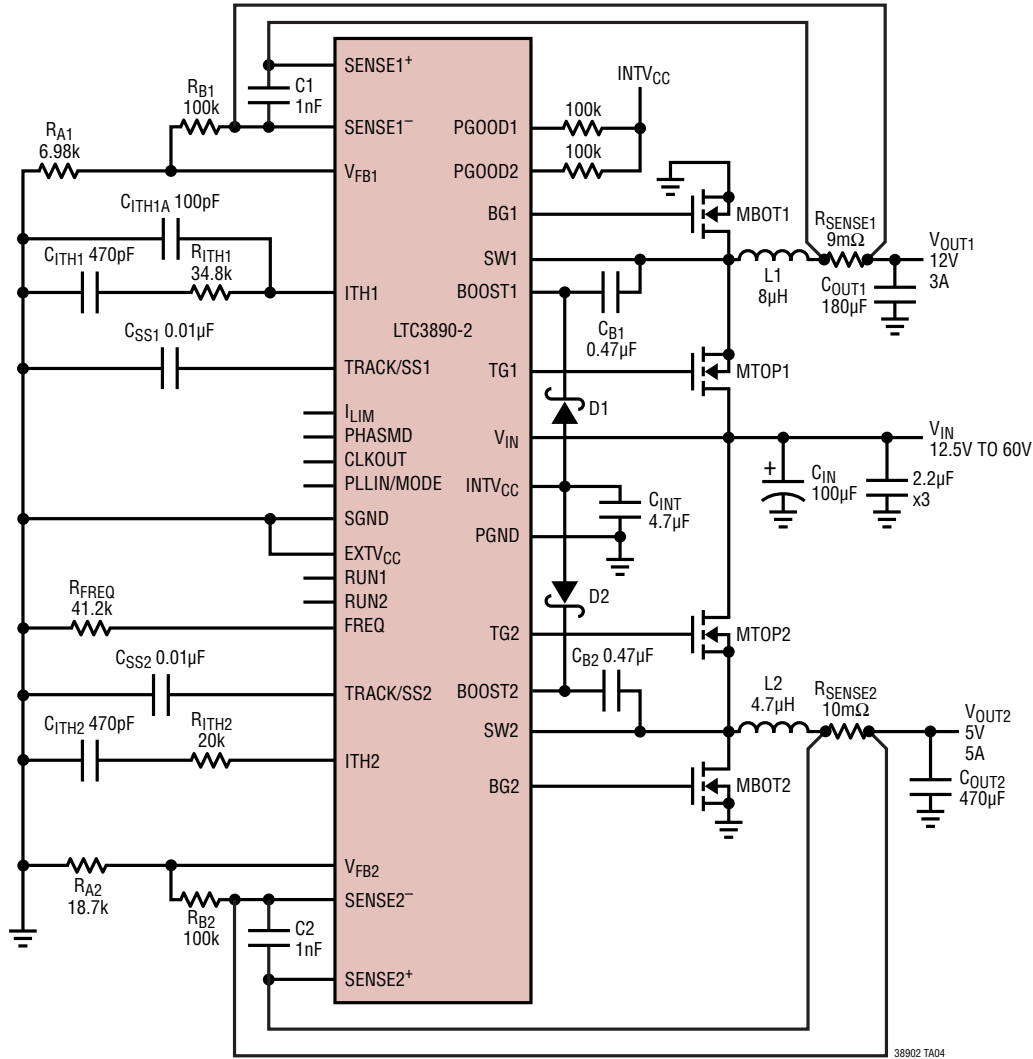 SENSE1+
SENSE1−
VFB1
ITH1
LTC3890-2
TRACK/SS1
ILIM
PHASMD
CLKOUT
PLLIN/MODE
SGND
EXTVCC
RUN1
RUN2
FREQ
TRACK/SS2
ITH2
VFB2
SENSE2−
SENSE2+
PGOOD1
PGOOD2
BG1
SW1
BOOST1
TG1
VIN
INTVCC
PGND
TG2
BOOST2
SW2
BG2
RB1
100k
C1
1nF
RA1
6.98k
CITH1A 100pF
CITH1 470pF
RITH1
34.8k
CSS1 0.01µF
RFREQ
41.2k
CSS2 0.01µF
CITH2 470pF
RITH2
20k
RA2
18.7k
RB2
100k
C2
1nF
INTVCC
100k
100k
MBOT1
L1
8µH
RSENSE1
9mΩ
VOUT1
12V
3A
COUT1
180µF
CB1
0.47µF
MTOP1
D1
VIN
12.5V TO 60V
CIN
+
100µF
2.2µF
x3
CINT
4.7µF
D2
MTOP2
CB2 0.47µF
L2
4.7µH
RSENSE2
10mΩ
VOUT2
5V
5A
COUT2
470µF
MBOT2
38902 TA04